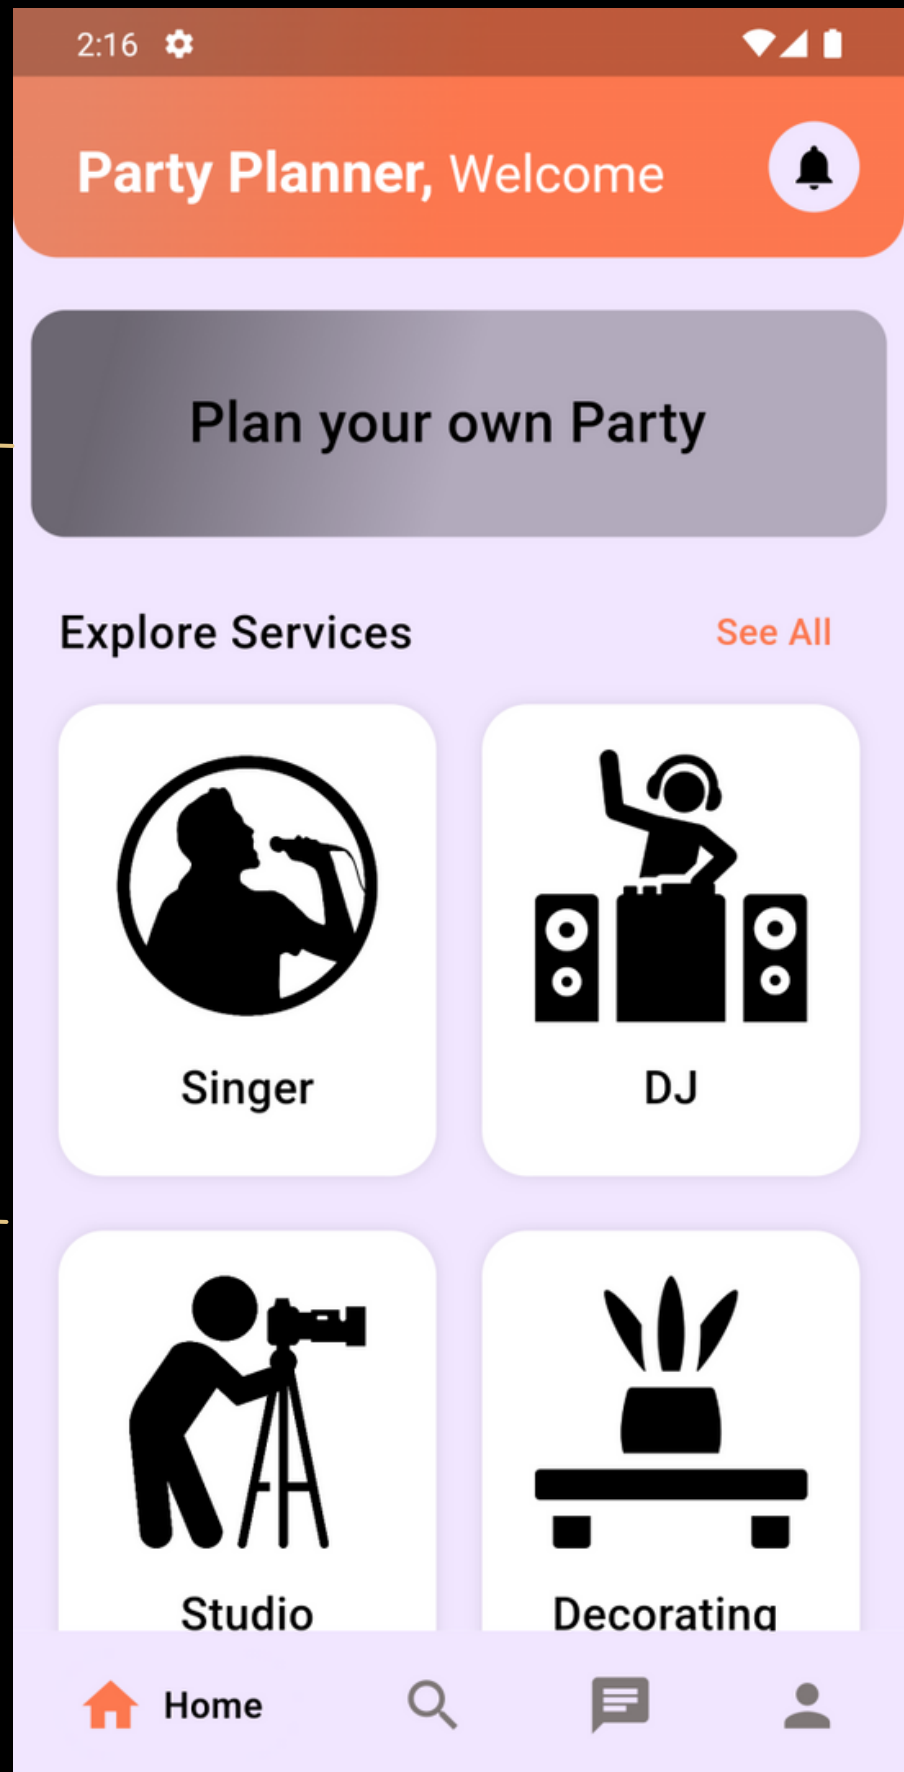 2:16
Party Planner, Welcome
Plan your own Party
Explore Services
See All
Singer
DJ
Studio
Decorating
Home